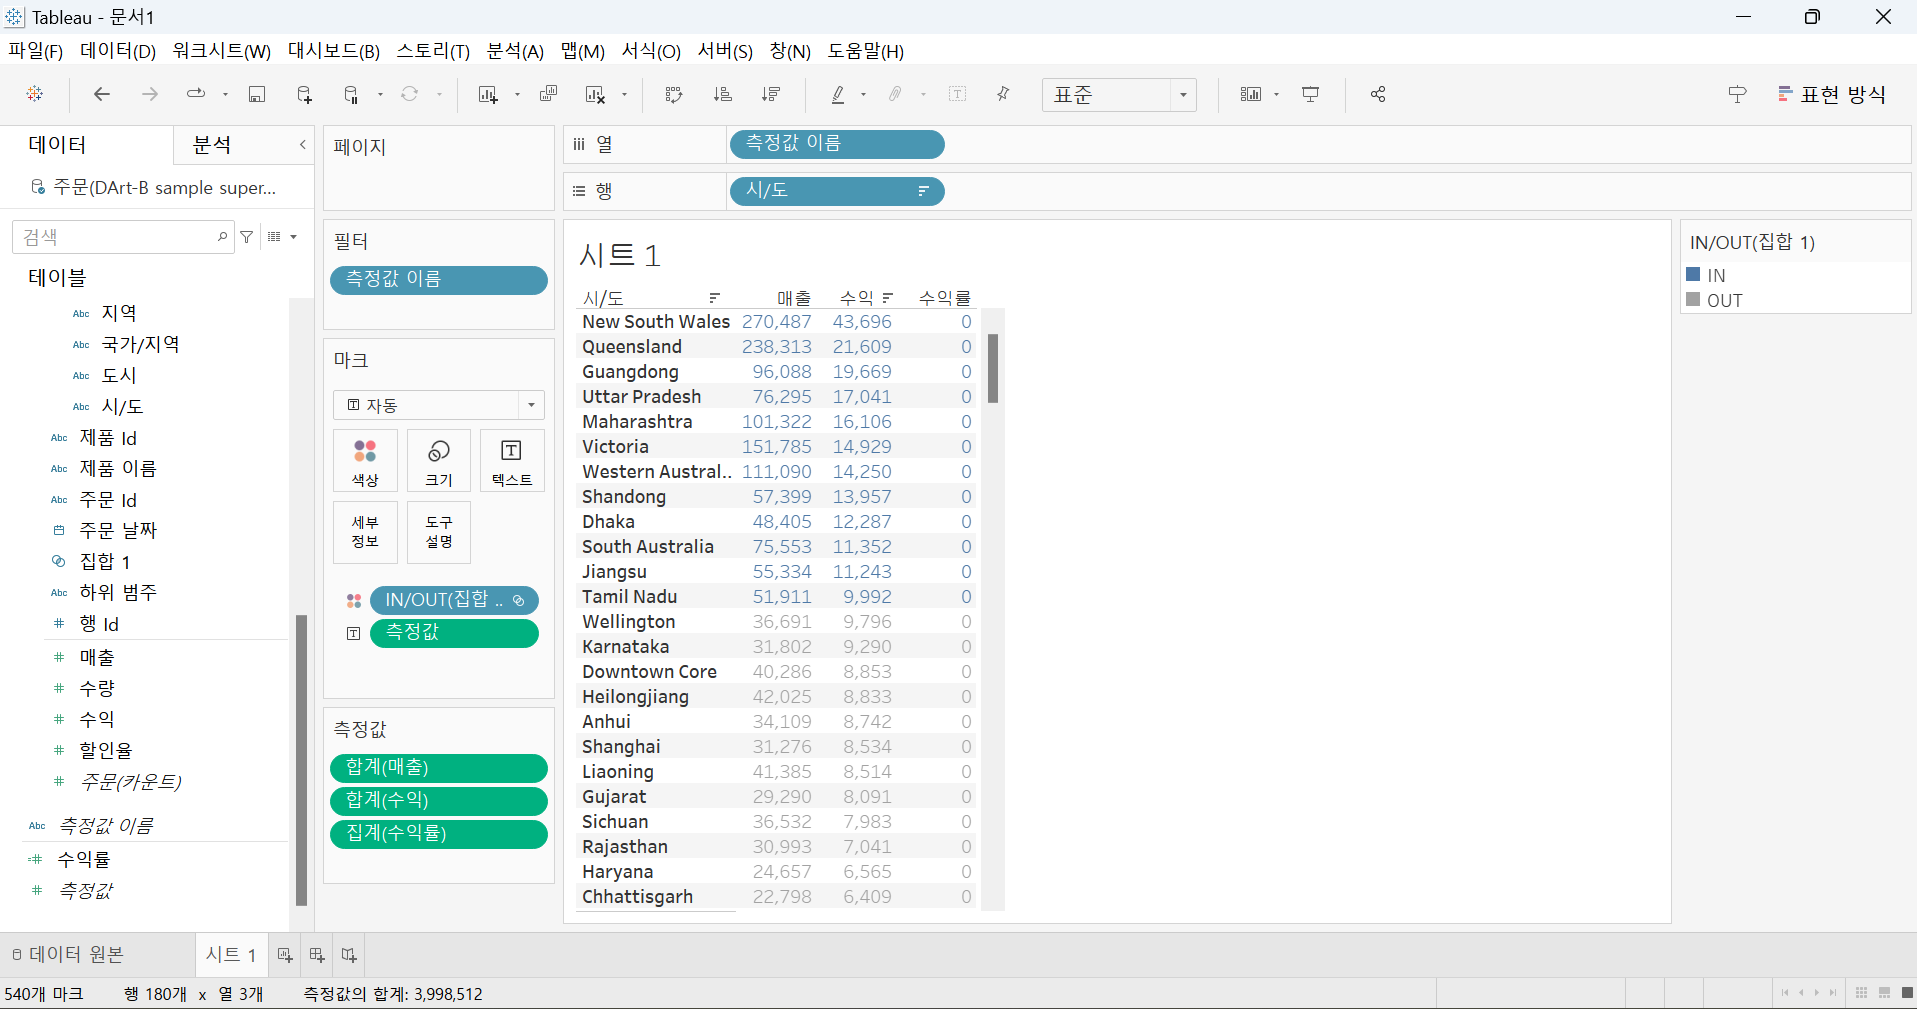 Tableau - 문서1
파일(F) 데이터(D) 워크시트(W) 대시보드(B) 스토리(T) 분석(A) 맵(M) 서식(O) 서버(S) 창(N) 도움말(H)
표준
표현 방식
데이터 분석
주문(DArt-B sample super...
검색
테이블
Abc 지역
Abc 국가/지역
Abc 도시
Abc 시/도
Abc 제품 Id
Abc 제품 이름
Abc 주문 Id
주문 날짜
집합 1
Abc 하위 범주
# 행 Id
# 매출
# 수량
# 수익
# 할인율
# 주문(카운트)
Abc 측정값 이름
=# 수익률
# 측정값
페이지
필터
측정값 이름
마크
T 자동
색상 크기 텍스트
세부 정보 도구 설명
IN/OUT(집합 ..
T 측정값
측정값
합계(매출)
합계(수익)
집계(수익률)
iii 열 측정값 이름
행 시/도
시트 1
시/도 매출 수익 수익률
New South Wales 270,487 43,696 0
Queensland 238,313 21,609 0
Guangdong 96,088 19,669 0
Uttar Pradesh 76,295 17,041 0
Maharashtra 101,322 16,106 0
Victoria 151,785 14,929 0
Western Austral.. 111,090 14,250 0
Shandong 57,399 13,957 0
Dhaka 48,405 12,287 0
South Australia 75,553 11,352 0
Jiangsu 55,334 11,243 0
Tamil Nadu 51,911 9,992 0
Wellington 36,691 9,796 0
Karnataka 31,802 9,290 0
Downtown Core 40,286 8,853 0
Heilongjiang 42,025 8,833 0
Anhui 34,109 8,742 0
Shanghai 31,276 8,534 0
Liaoning 41,385 8,514 0
Gujarat 29,290 8,091 0
Sichuan 36,532 7,983 0
Rajasthan 30,993 7,041 0
Haryana 24,657 6,565 0
Chhattisgarh 22,798 6,409 0
IN/OUT(집합 1)
IN
OUT
데이터 원본 시트 1
540개 마크 행 180개 x 열 3개 측정값의 합계: 3,998,512